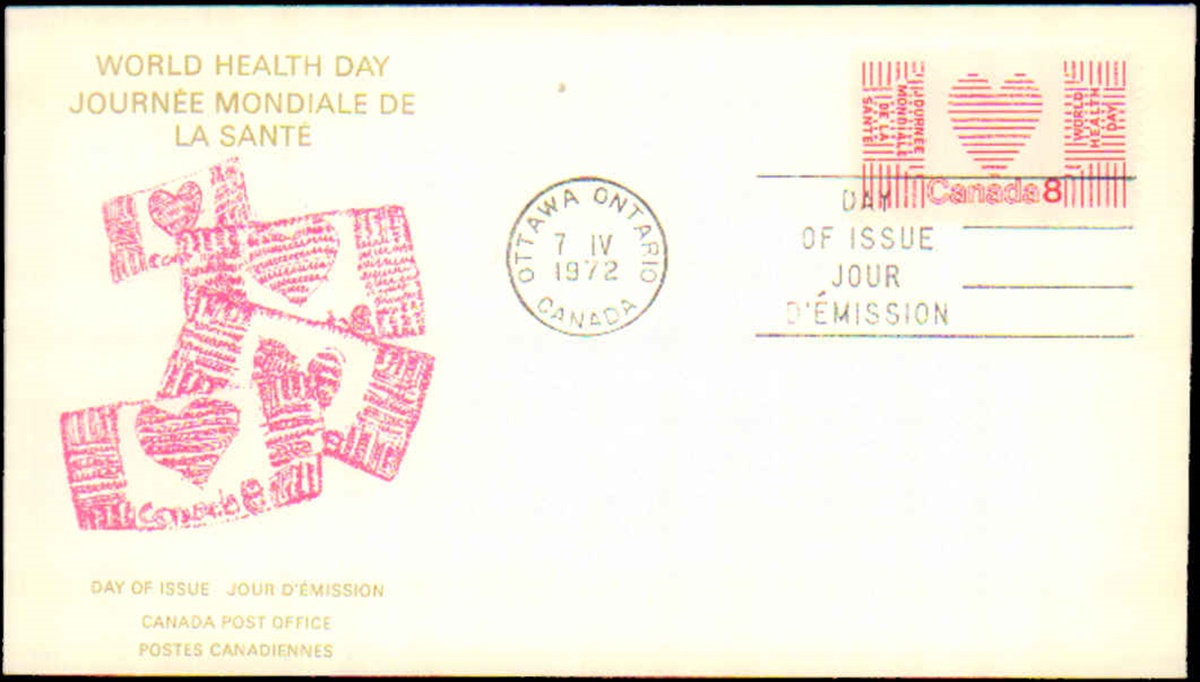 WORLD HEALTH DAY
JOURNÉE MONDIALE DE
LA SANTÉ
Canada 8
DAY OF ISSUE JOUR D'ÉMISSION
CANADA POST OFFICE
POSTES CANADIENNES
OTTAWA ONTARIO
7 IV
1972
CANADA
JOURNÉE
MONDIALE
DE LA
SANTÉ
WORLD
HEALTH
DAY
Canada 8
DAY
OF ISSUE
JOUR
D'ÉMISSION